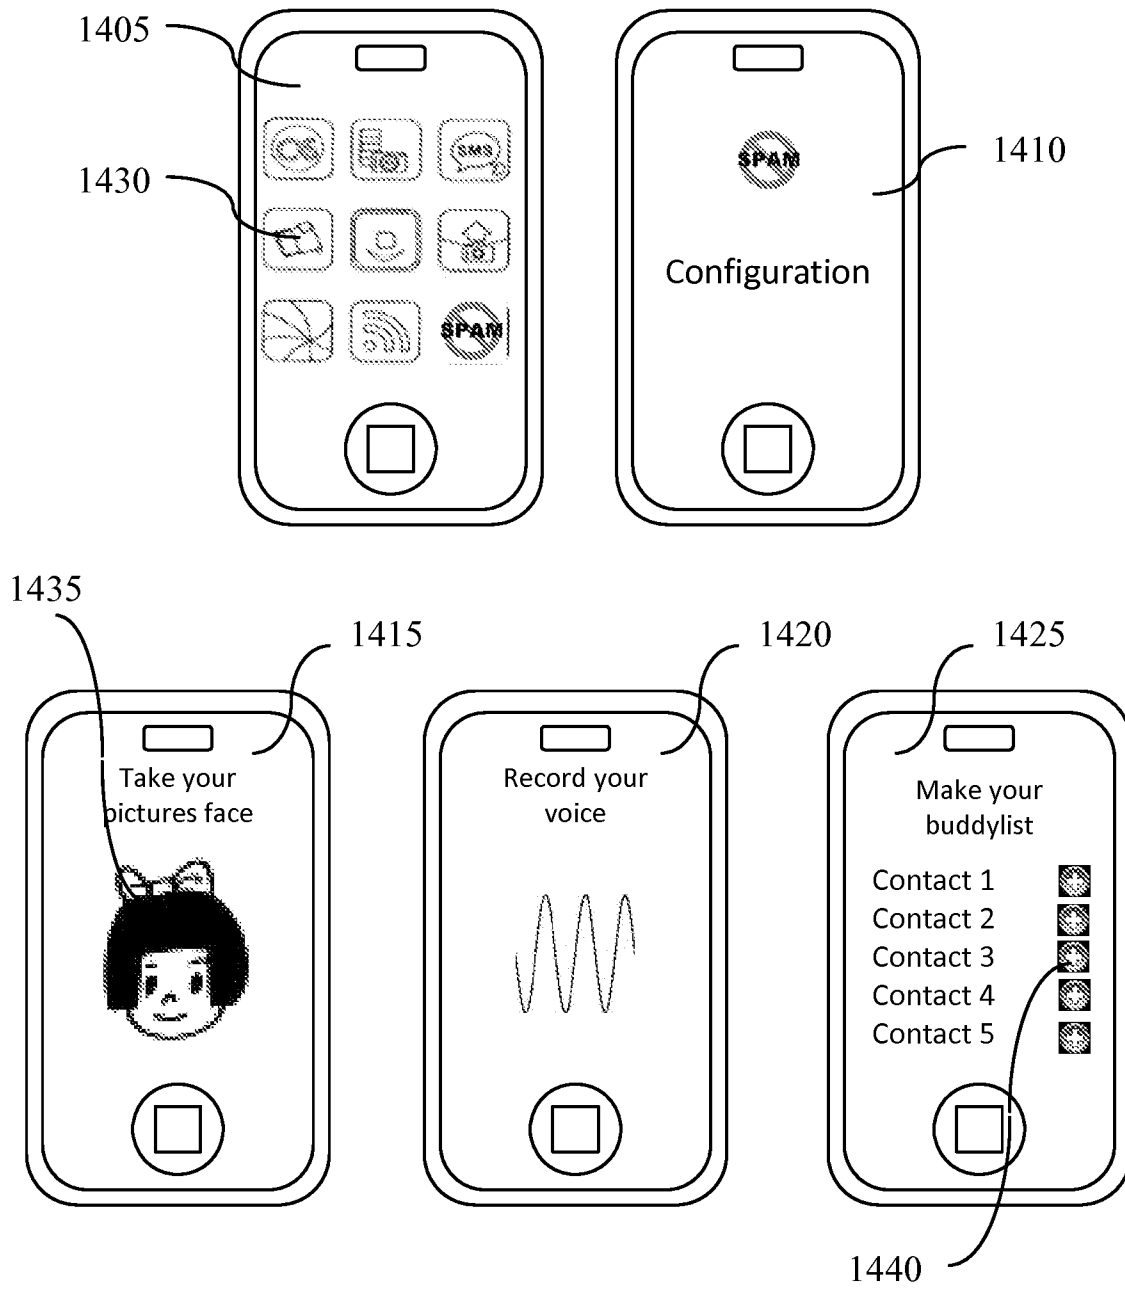 1405
1430
SMS
SPAM
SPAM
1410
Configuration
1435
1415
1420
1425
Take your
pictures face
Record your
voice
Make your
buddylist
Contact 1
Contact 2
Contact 3
Contact 4
Contact 5
1440